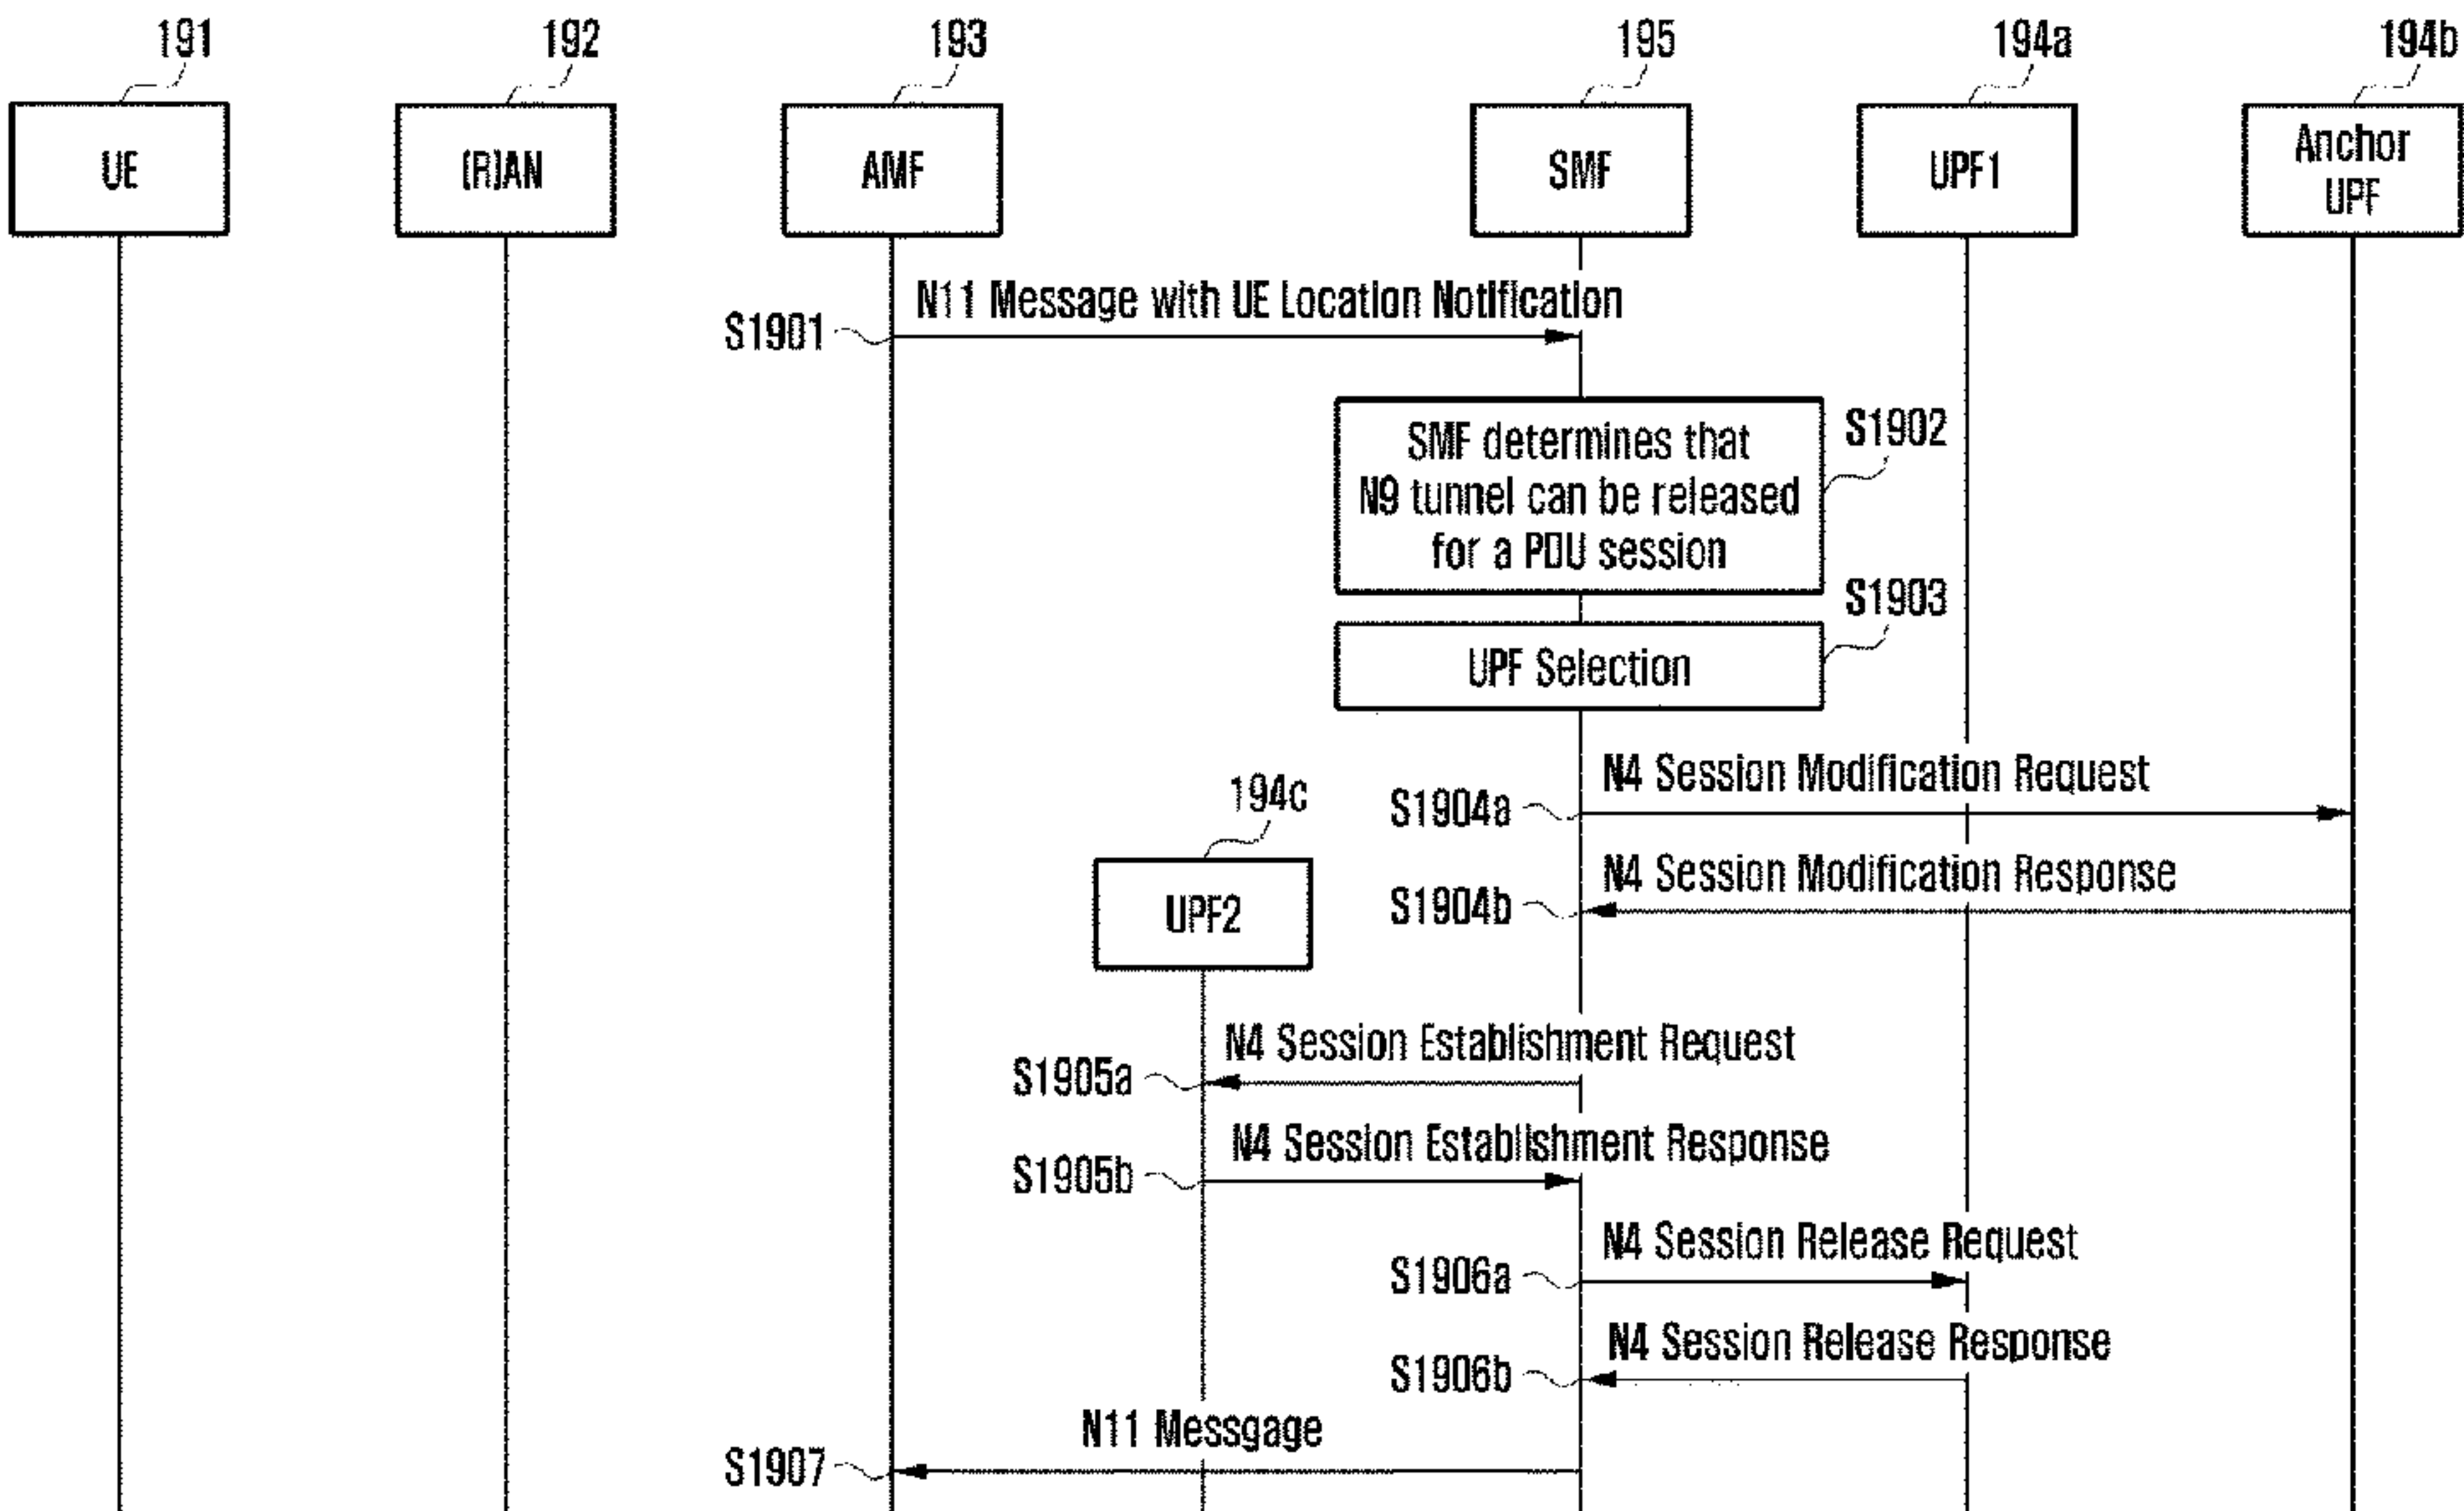 191
192
193
195
194a
194b
UE
(R)AN
AMF
SMF
UPF1
Anchor
UPF
N11 Message with UE Location Notification
S1901
SMF determines that
N9 tunnel can be released
for a PDU session
S1902
S1903
UPF Selection
N4 Session Modification Request
S1904a
194c
UPF2
N4 Session Modification Response
S1904b
N4 Session Establishment Request
S1905a
N4 Session Establishment Response
S1905b
N4 Session Release Request
S1906a
N4 Session Release Response
S1906b
N11 Messgage
S1907